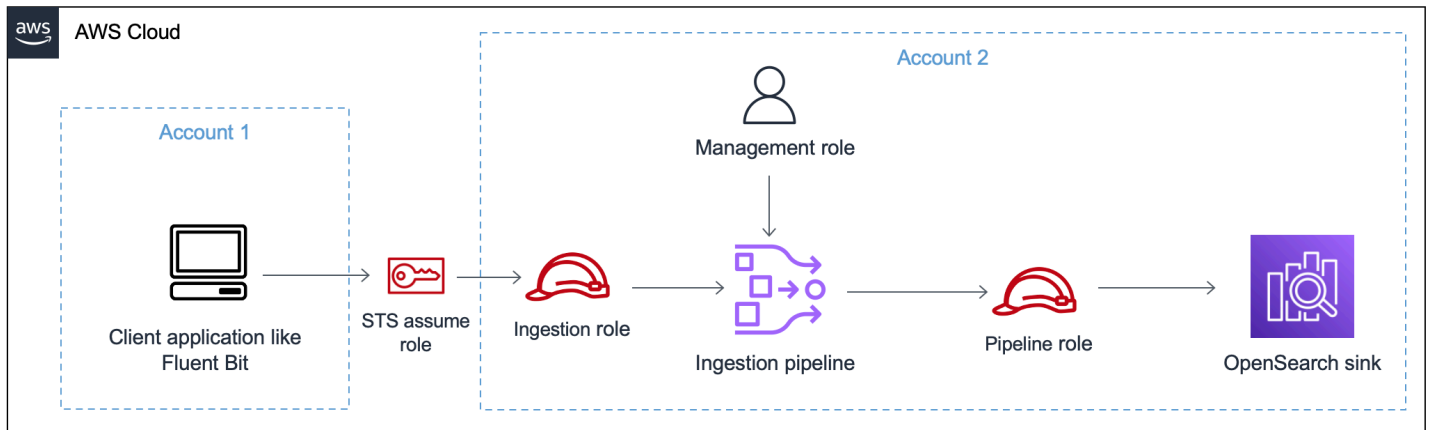 aws
AWS Cloud
Account 2
Account 1
Management role
Client application like
Fluent Bit
STS assume
role
Ingestion role
Ingestion pipeline
Pipeline role
OpenSearch sink